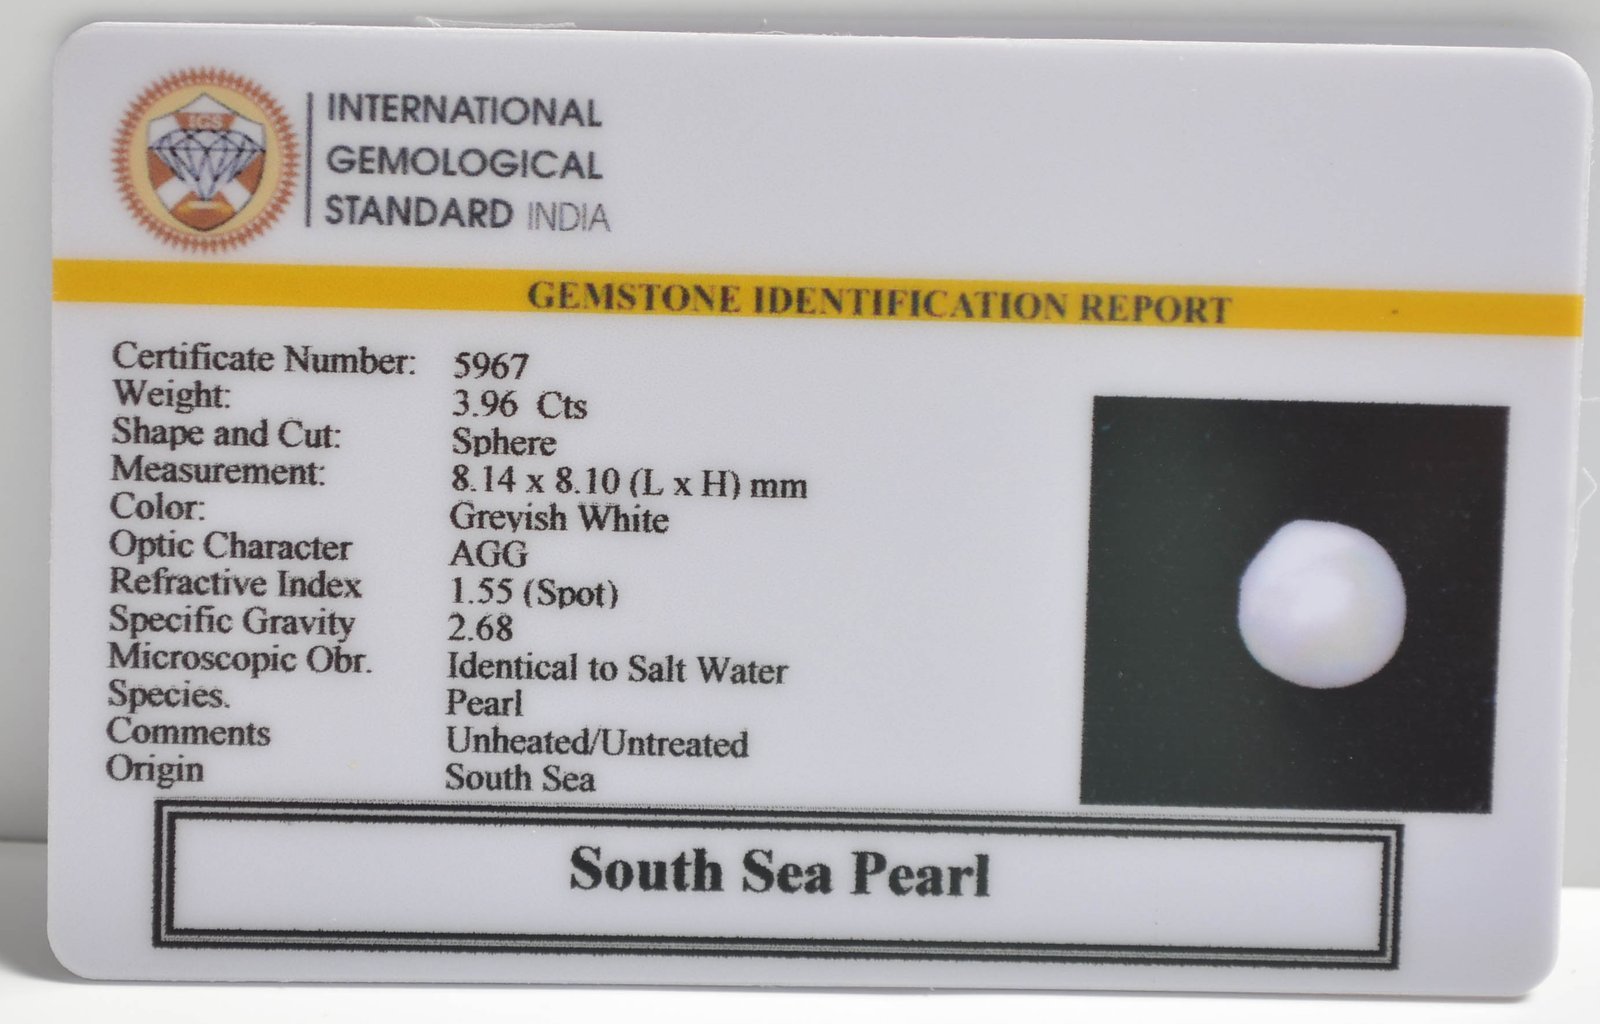 IGS
INTERNATIONAL
GEMOLOGICAL
STANDARD INDIA
GEMSTONE IDENTIFICATION REPORT
Certificate Number: 5967
Weight: 3.96 Cts
Shape and Cut: Sphere
Measurement: 8.14 x 8.10 (L x H) mm
Color: Greyish White
Optic Character AGG
Refractive Index 1.55 (Spot)
Specific Gravity 2.68
Microscopic Obr. Identical to Salt Water
Species. Pearl
Comments Unheated/Untreated
Origin South Sea
South Sea Pearl